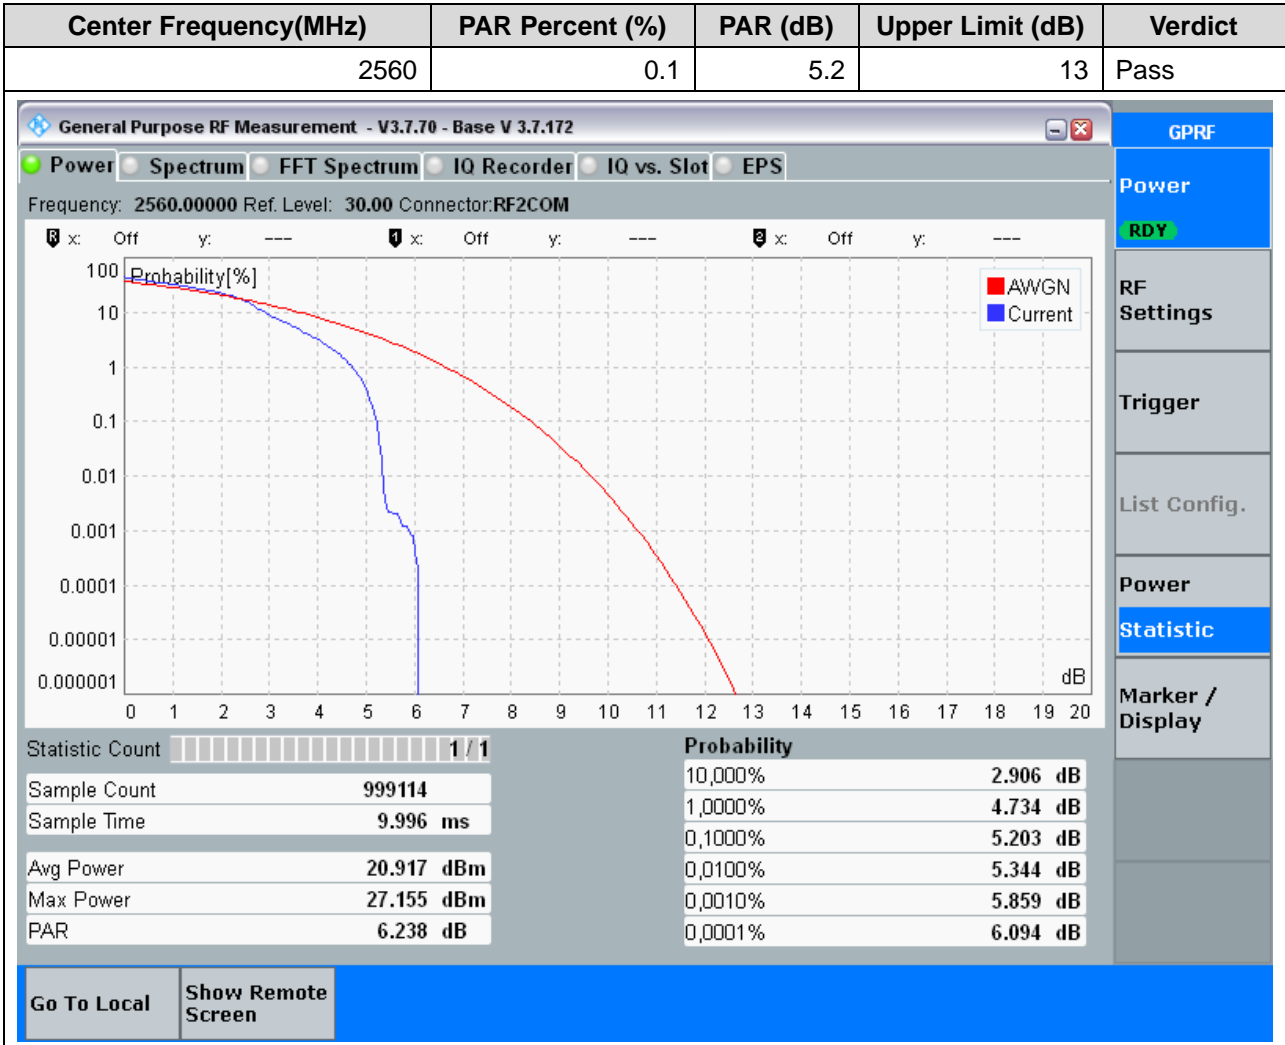 Center Frequency(MHz) PAR Percent (%) PAR (dB) Upper Limit (dB) Verdict
2560 0.1 5.2 13 Pass
General Purpose RF Measurement - V3.7.70 - Base V 3.7.172
GPRF
Power Spectrum FFT Spectrum IQ Recorder IQ vs. Slot EPS
Frequency: 2560.00000 Ref. Level: 30.00 Connector:RF2COM
R x: Off y: --- 1 x: Off y: --- 2 x: Off y: ---
Probability[%]
AWGN
Current
100
10
1
0.1
0.01
0.001
0.0001
0.00001
0.000001
dB
0 1 2 3 4 5 6 7 8 9 10 11 12 13 14 15 16 17 18 19 20
Statistic Count 1 / 1
Sample Count 999114
Sample Time 9.996 ms
Avg Power 20.917 dBm
Max Power 27.155 dBm
PAR 6.238 dB
Probability
10,000% 2.906 dB
1,0000% 4.734 dB
0,1000% 5.203 dB
0,0100% 5.344 dB
0,0010% 5.859 dB
0,0001% 6.094 dB
Power
RDY
RF
Settings
Trigger
List Config.
Power
Statistic
Marker /
Display
Go To Local
Show Remote
Screen